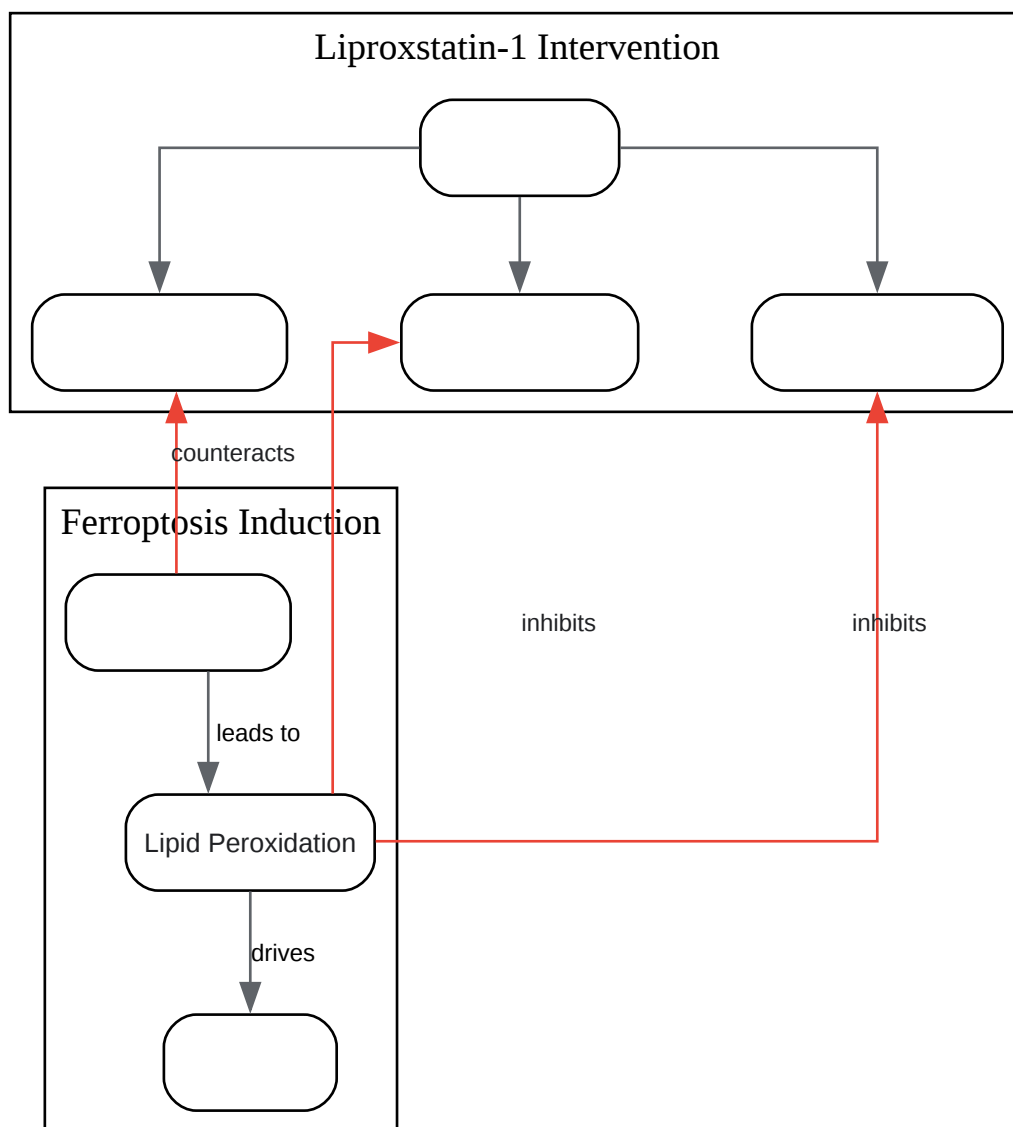 Liproxstatin-1 Intervention
counteracts
Ferroptosis Induction
inhibits
inhibits
leads to
Lipid Peroxidation
drives